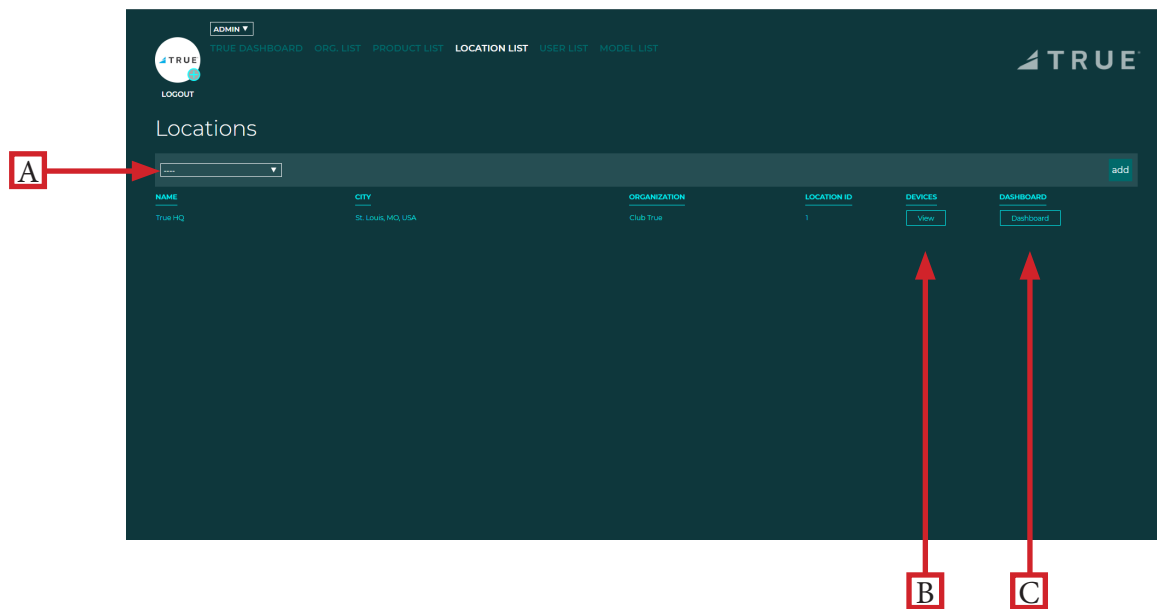 ADMIN ▼
TRUE DASHBOARD ORG. LIST PRODUCT LIST LOCATION LIST USER LIST MODEL LIST
TRUE
TRUE
LOGOUT
Locations
A
---- ▼
add
NAME CITY ORGANIZATION LOCATION ID DEVICES DASHBOARD
True HQ St. Louis, MO, USA Club True 1 View Dashboard
B C